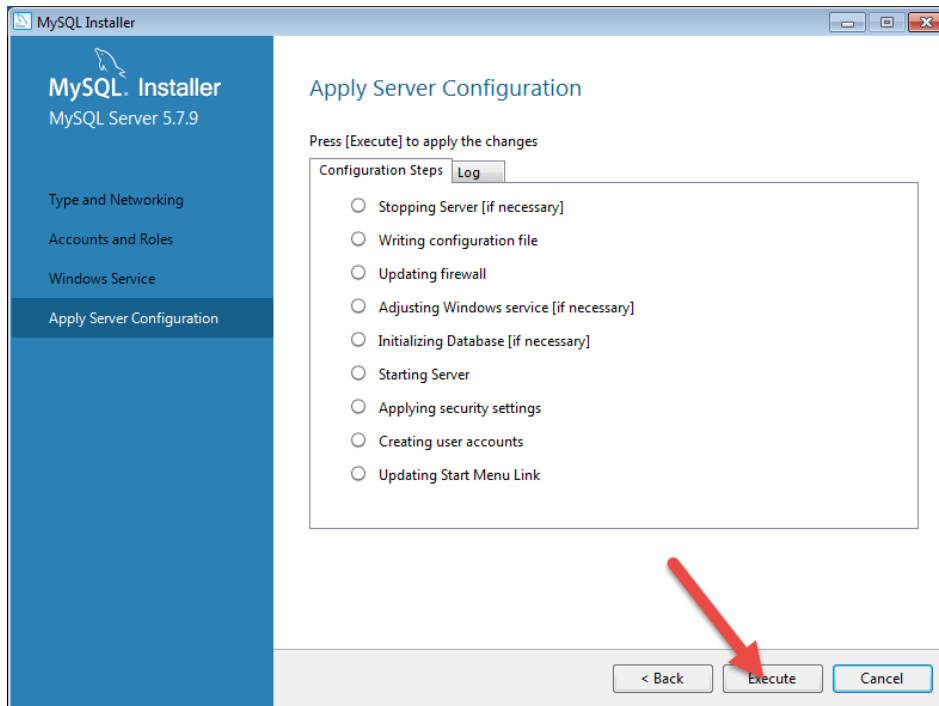 MySQL Installer
MySQL. Installer
MySQL Server 5.7.9
Type and Networking
Accounts and Roles
Windows Service
Apply Server Configuration
Apply Server Configuration
Press [Execute] to apply the changes
Configuration Steps Log
Stopping Server [if necessary]
Writing configuration file
Updating firewall
Adjusting Windows service [if necessary]
Initializing Database [if necessary]
Starting Server
Applying security settings
Creating user accounts
Updating Start Menu Link
< Back Execute Cancel